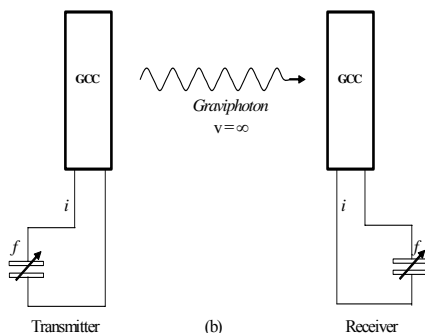 GCC
GCC
Graviphoton
v = ∞
i
i
f
f
Transmitter
(b)
Receiver